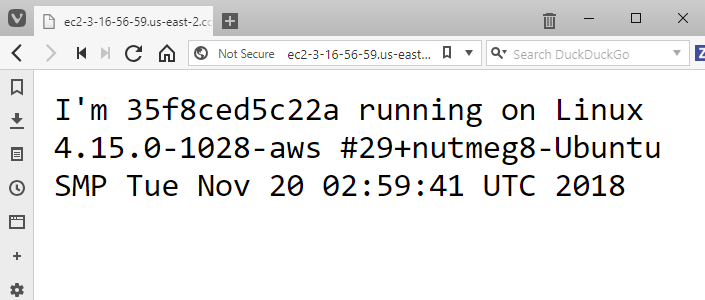 ec2-3-16-56-59.us-east-2.c
Not Secure ec2-3-16-56-59.us-east... Search DuckDuckGo
I'm 35f8ced5c22a running on Linux
4.15.0-1028-aws #29+nutmeg8-Ubuntu
SMP Tue Nov 20 02:59:41 UTC 2018